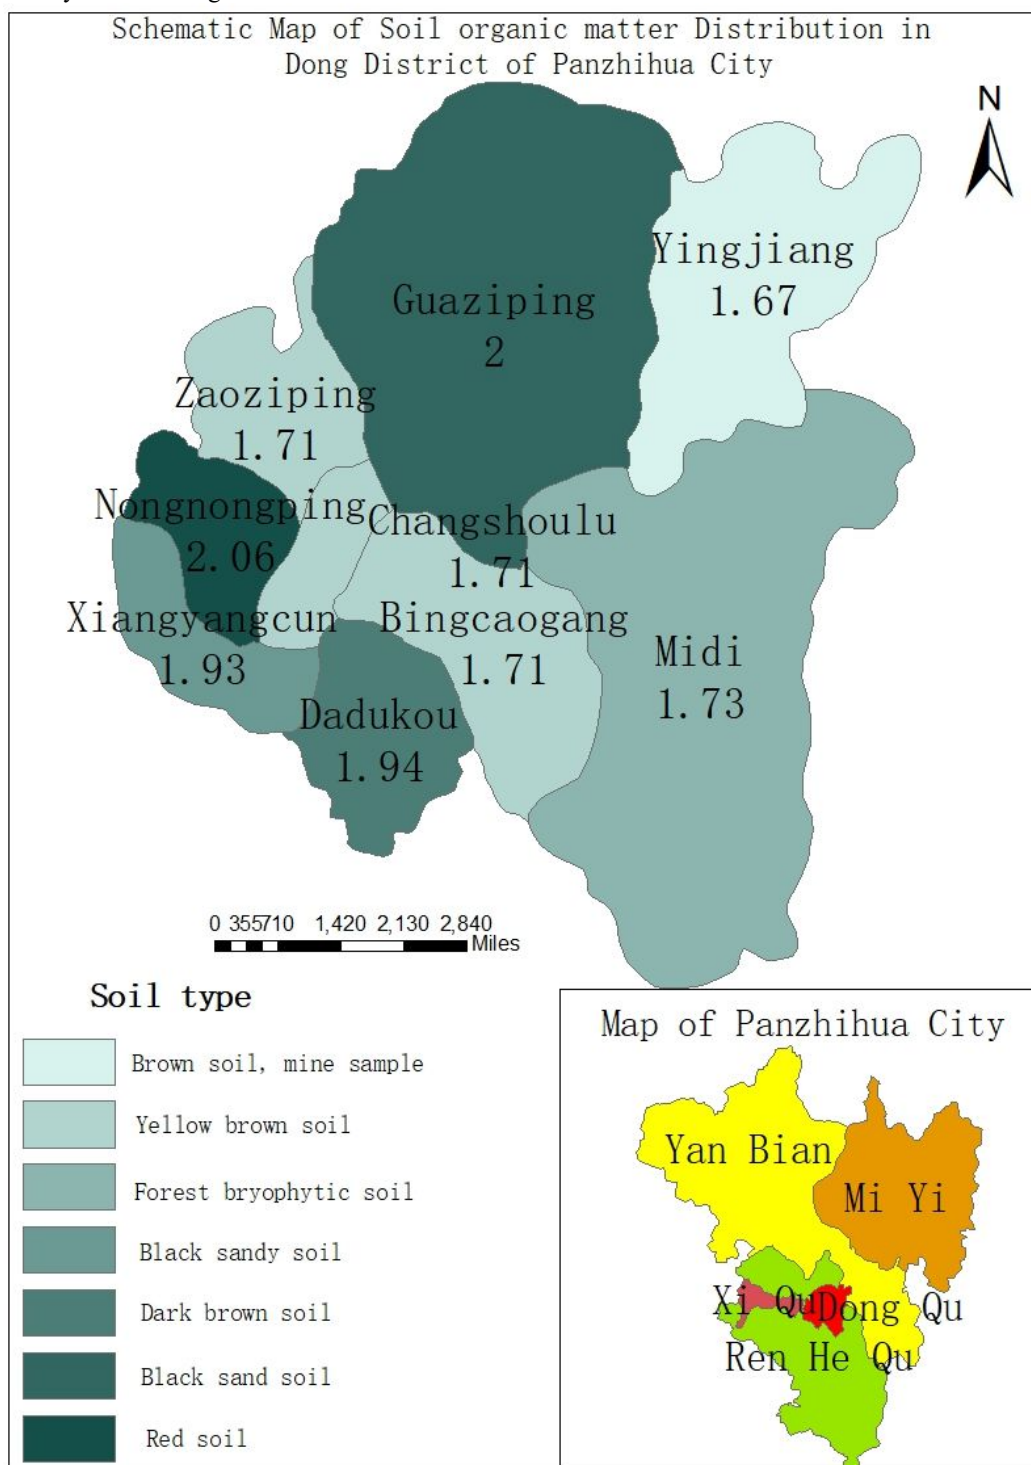 Schematic Map of Soil organic matter Distribution in
Dong District of Panzhihua City
N
Yingjiang
1.67
Guaziping
2
Zaoziping
1.71
Nongnongping
2.06
Changshoulu
1.71
Xiangyangcun
1.93
Bingcaogang
1.71
Midi
1.73
Dadukou
1.94
0 355710 1,420 2,130 2,840
Miles
Soil type
Brown soil, mine sample
Yellow brown soil
Forest bryophytic soil
Black sandy soil
Dark brown soil
Black sand soil
Red soil
Map of Panzhihua City
Yan Bian
Mi Yi
Xi Qu
Dong Qu
Ren He Qu